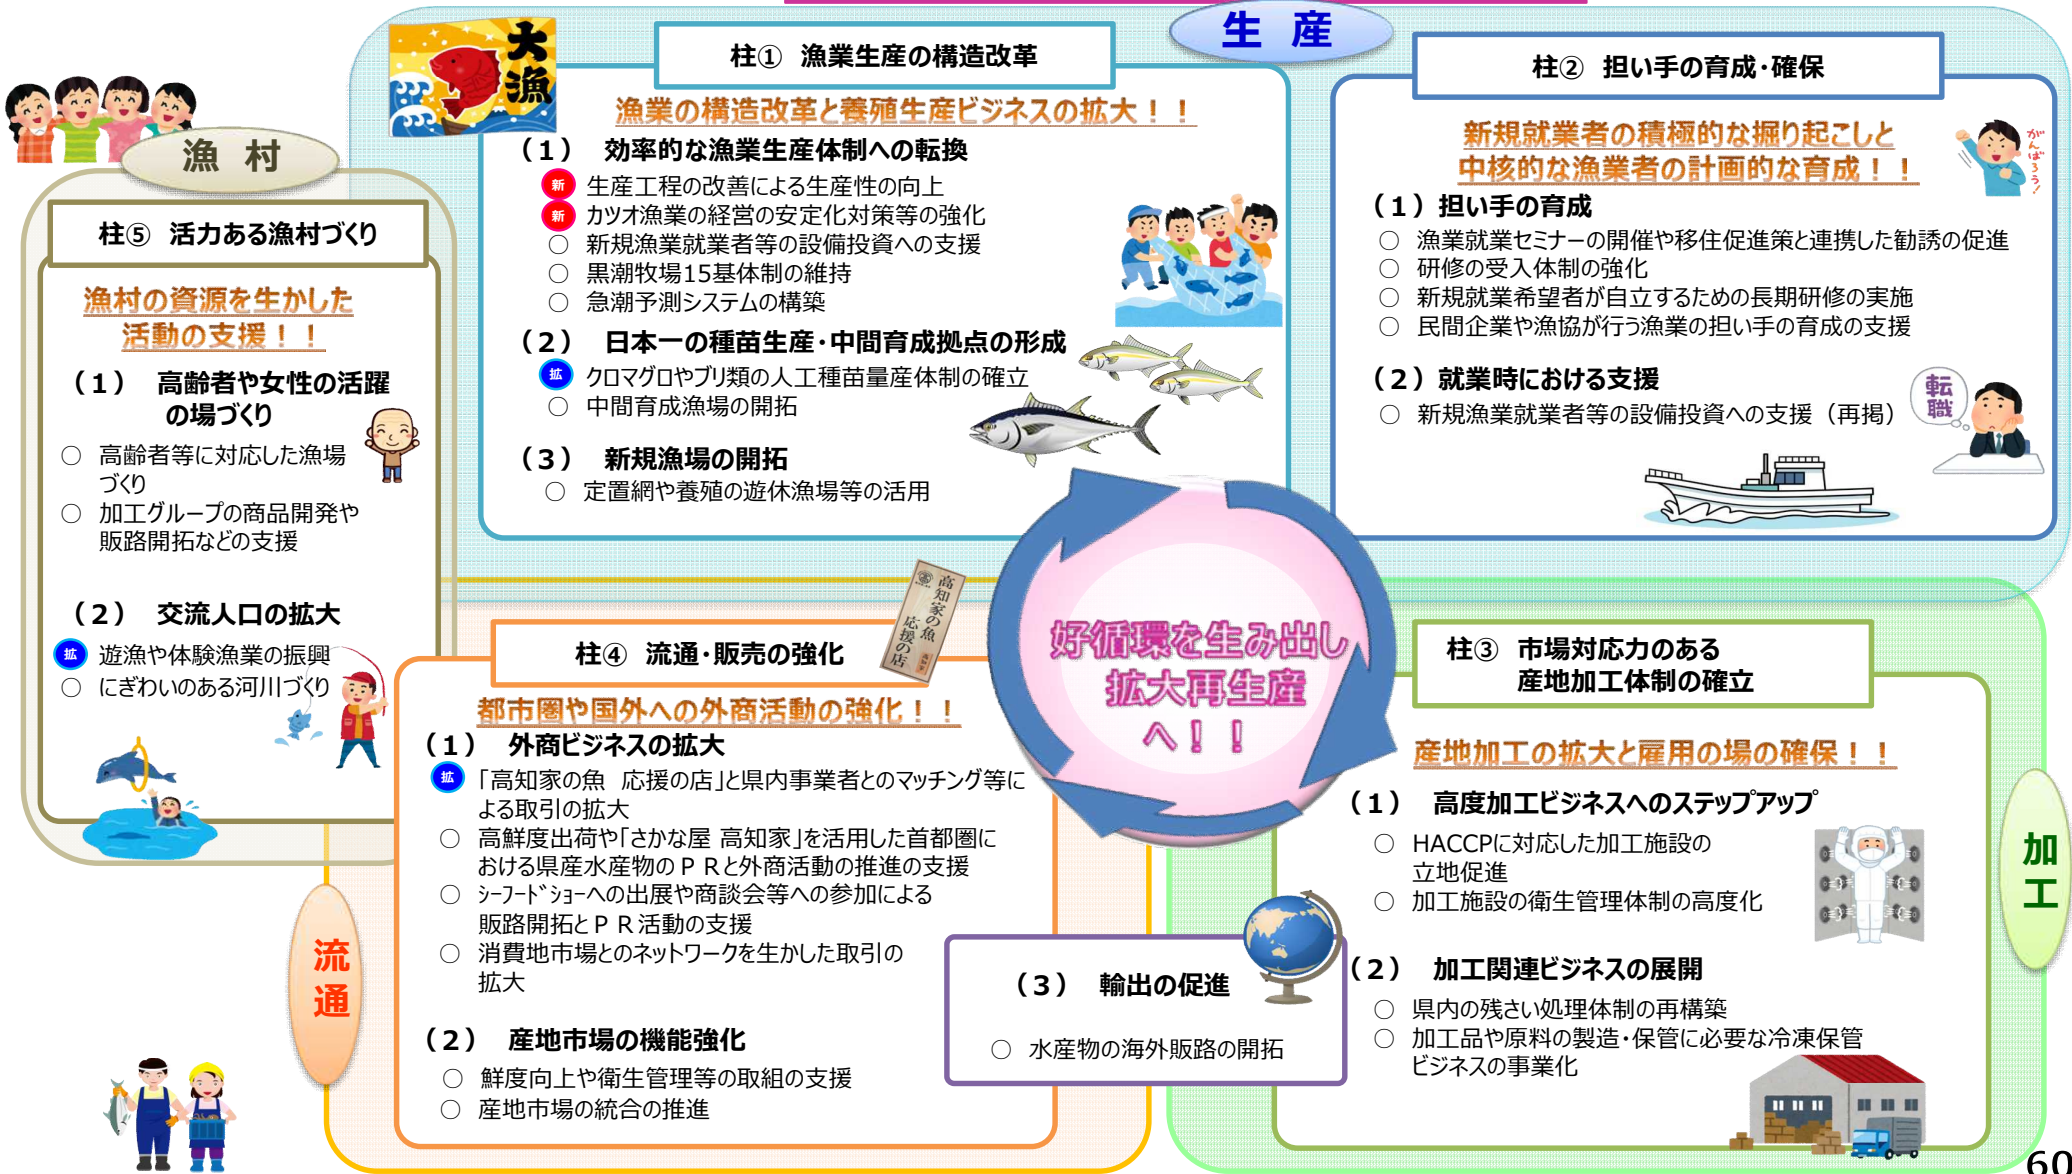 生 産
大漁
柱① 漁業生産の構造改革
漁業の構造改革と養殖生産ビジネスの拡大！！
（１） 効率的な漁業生産体制への転換
新 生産工程の改善による生産性の向上
新 カツオ漁業の経営の安定化対策等の強化
○ 新規漁業就業者等の設備投資への支援
○ 黒潮牧場15基体制の維持
○ 急潮予測システムの構築
（２） 日本一の種苗生産・中間育成拠点の形成
拡 クロマグロやブリ類の人工種苗量産体制の確立
○ 中間育成漁場の開拓
（３） 新規漁場の開拓
○ 定置網や養殖の遊休漁場等の活用
柱② 担い手の育成・確保
新規就業者の積極的な掘り起こしと
中核的な漁業者の計画的な育成！！
がんばろう！
（１）担い手の育成
○ 漁業就業セミナーの開催や移住促進策と連携した勧誘の促進
○ 研修の受入体制の強化
○ 新規就業希望者が自立するための長期研修の実施
○ 民間企業や漁協が行う漁業の担い手の育成の支援
（２）就業時における支援
○ 新規漁業就業者等の設備投資への支援（再掲）
転職
漁 村
柱⑤ 活力ある漁村づくり
漁村の資源を生かした
活動の支援！！
（１） 高齢者や女性の活躍
の場づくり
○ 高齢者等に対応した漁場
づくり
○ 加工グループの商品開発や
販路開拓などの支援
（２） 交流人口の拡大
拡 遊漁や体験漁業の振興
○ にぎわいのある河川づくり
好循環を生み出し
拡大再生産
へ！！
高知家の魚
応援の店
流通
柱④ 流通・販売の強化
都市圏や国外への外商活動の強化！！
（１） 外商ビジネスの拡大
拡 「高知家の魚 応援の店」と県内事業者とのマッチング等に
よる取引の拡大
○ 高鮮度出荷や「さかな屋 高知家」を活用した首都圏に
おける県産水産物のＰＲと外商活動の推進の支援
○ シーフードショーへの出展や商談会等への参加による
販路開拓とＰＲ活動の支援
○ 消費地市場とのネットワークを生かした取引の
拡大
（２） 産地市場の機能強化
○ 鮮度向上や衛生管理等の取組の支援
○ 産地市場の統合の推進
（３） 輸出の促進
○ 水産物の海外販路の開拓
加工
柱③ 市場対応力のある
産地加工体制の確立
産地加工の拡大と雇用の場の確保！！
（１） 高度加工ビジネスへのステップアップ
○ HACCPに対応した加工施設の
立地促進
○ 加工施設の衛生管理体制の高度化
（２） 加工関連ビジネスの展開
○ 県内の残さい処理体制の再構築
○ 加工品や原料の製造・保管に必要な冷凍保管
ビジネスの事業化
60